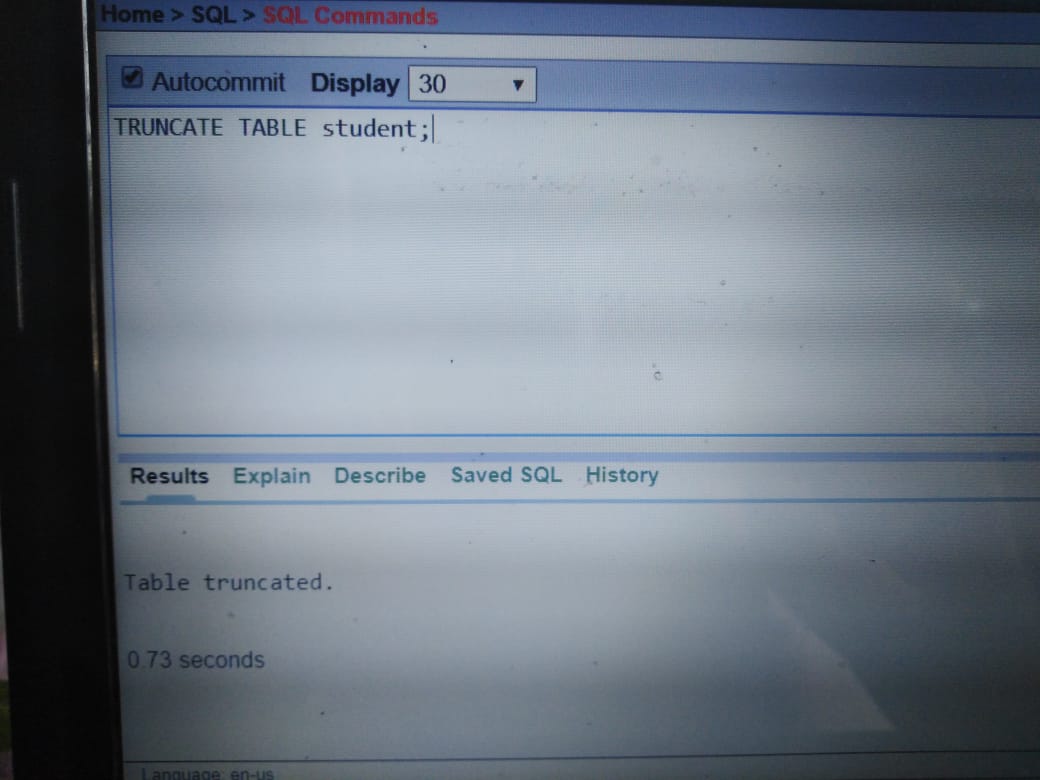 Home > SQL > SQL Commands
Autocommit Display 30
TRUNCATE TABLE student;
Results Explain Describe Saved SQL History
Table truncated.
0.73 seconds
Language: en-us